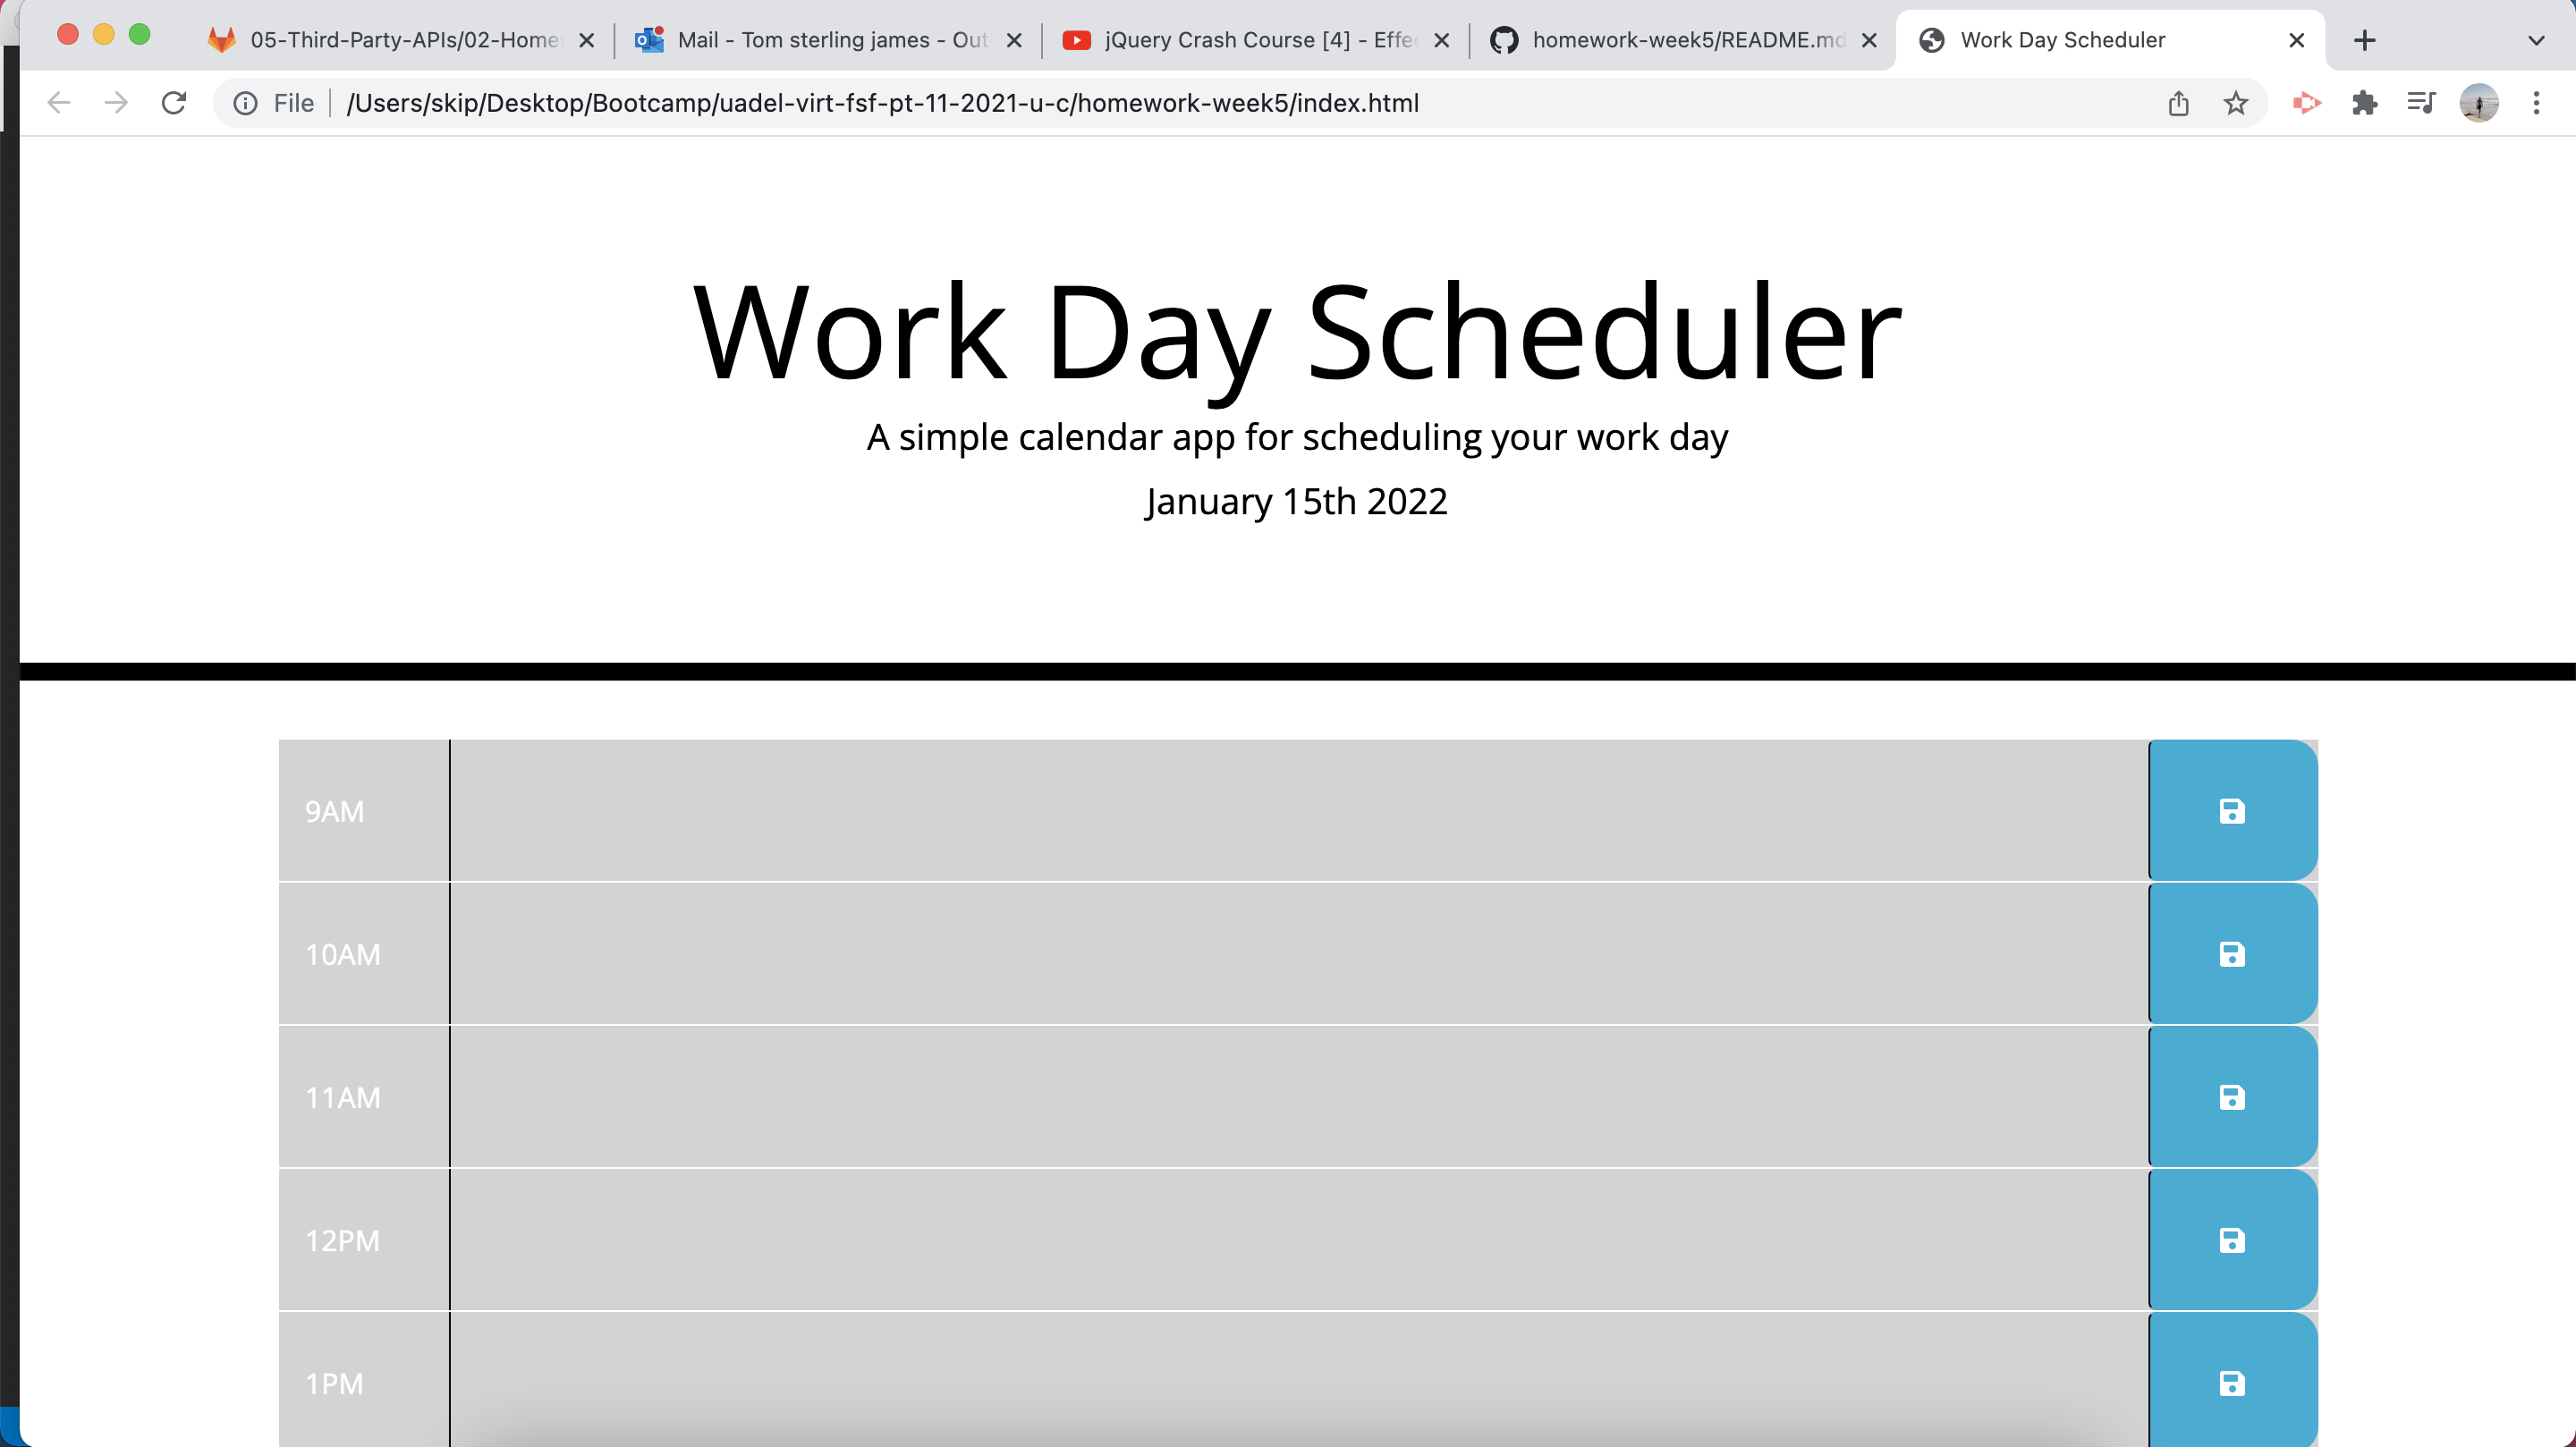 05-Third-Party-APIs/02-Home
Mail - Tom sterling james - Out
jQuery Crash Course [4] - Effec
homework-week5/README.md
Work Day Scheduler
File
/Users/skip/Desktop/Bootcamp/uadel-virt-fsf-pt-11-2021-u-c/homework-week5/index.html
Work Day Scheduler
A simple calendar app for scheduling your work day
January 15th 2022
9AM
10AM
11AM
12PM
1PM